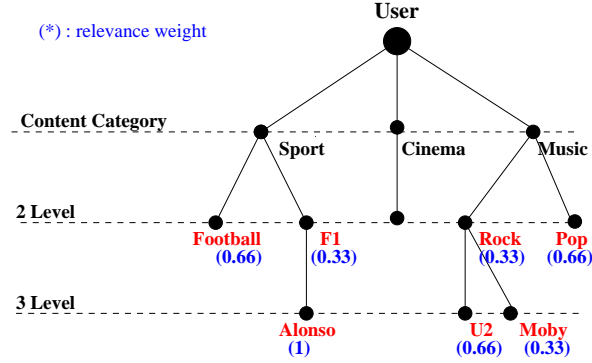 User
(*) : relevance weight
Content Category
Sport Cinema Music
2 Level
Football F1 Rock Pop
(0.66) (0.33) (0.33) (0.66)
3 Level
Alonso U2 Moby
(1) (0.66) (0.33)